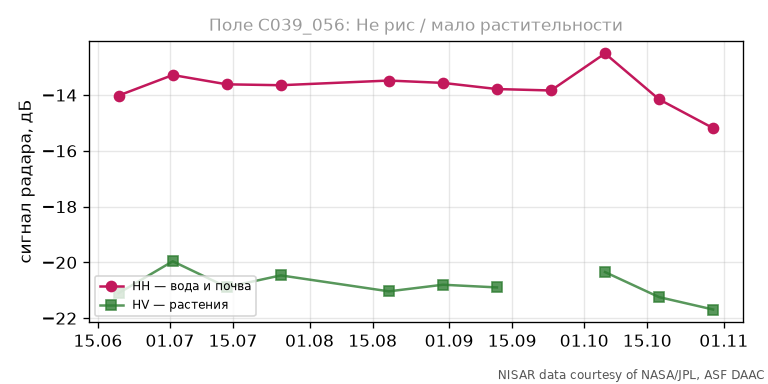 Поле C039_056: Не рис / мало растительности
сигнал радара, дБ
−14
−16
−18
−20
−22
HH — вода и почва
HV — растения
15.06 01.07 15.07 01.08 15.08 01.09 15.09 01.10 15.10 01.11
NISAR data courtesy of NASA/JPL, ASF DAAC